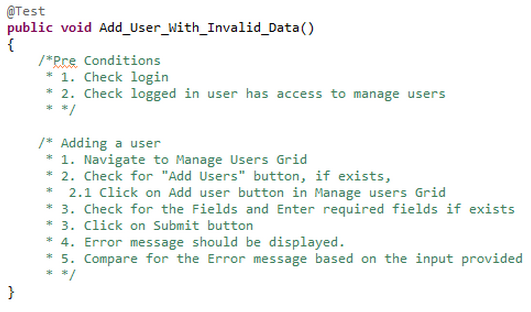 @Test
public void Add_User_With_Invalid_Data()
{
/*Pre Conditions
* 1. Check login
* 2. Check logged in user has access to manage users
* */
/* Adding a user
* 1. Navigate to Manage Users Grid
* 2. Check for "Add Users" button, if exists,
* 2.1 Click on Add user button in Manage users Grid
* 3. Check for the Fields and Enter required fields if exists
* 3. Click on Submit button
* 4. Error message should be displayed.
* 5. Compare for the Error message based on the input provided
* */
}